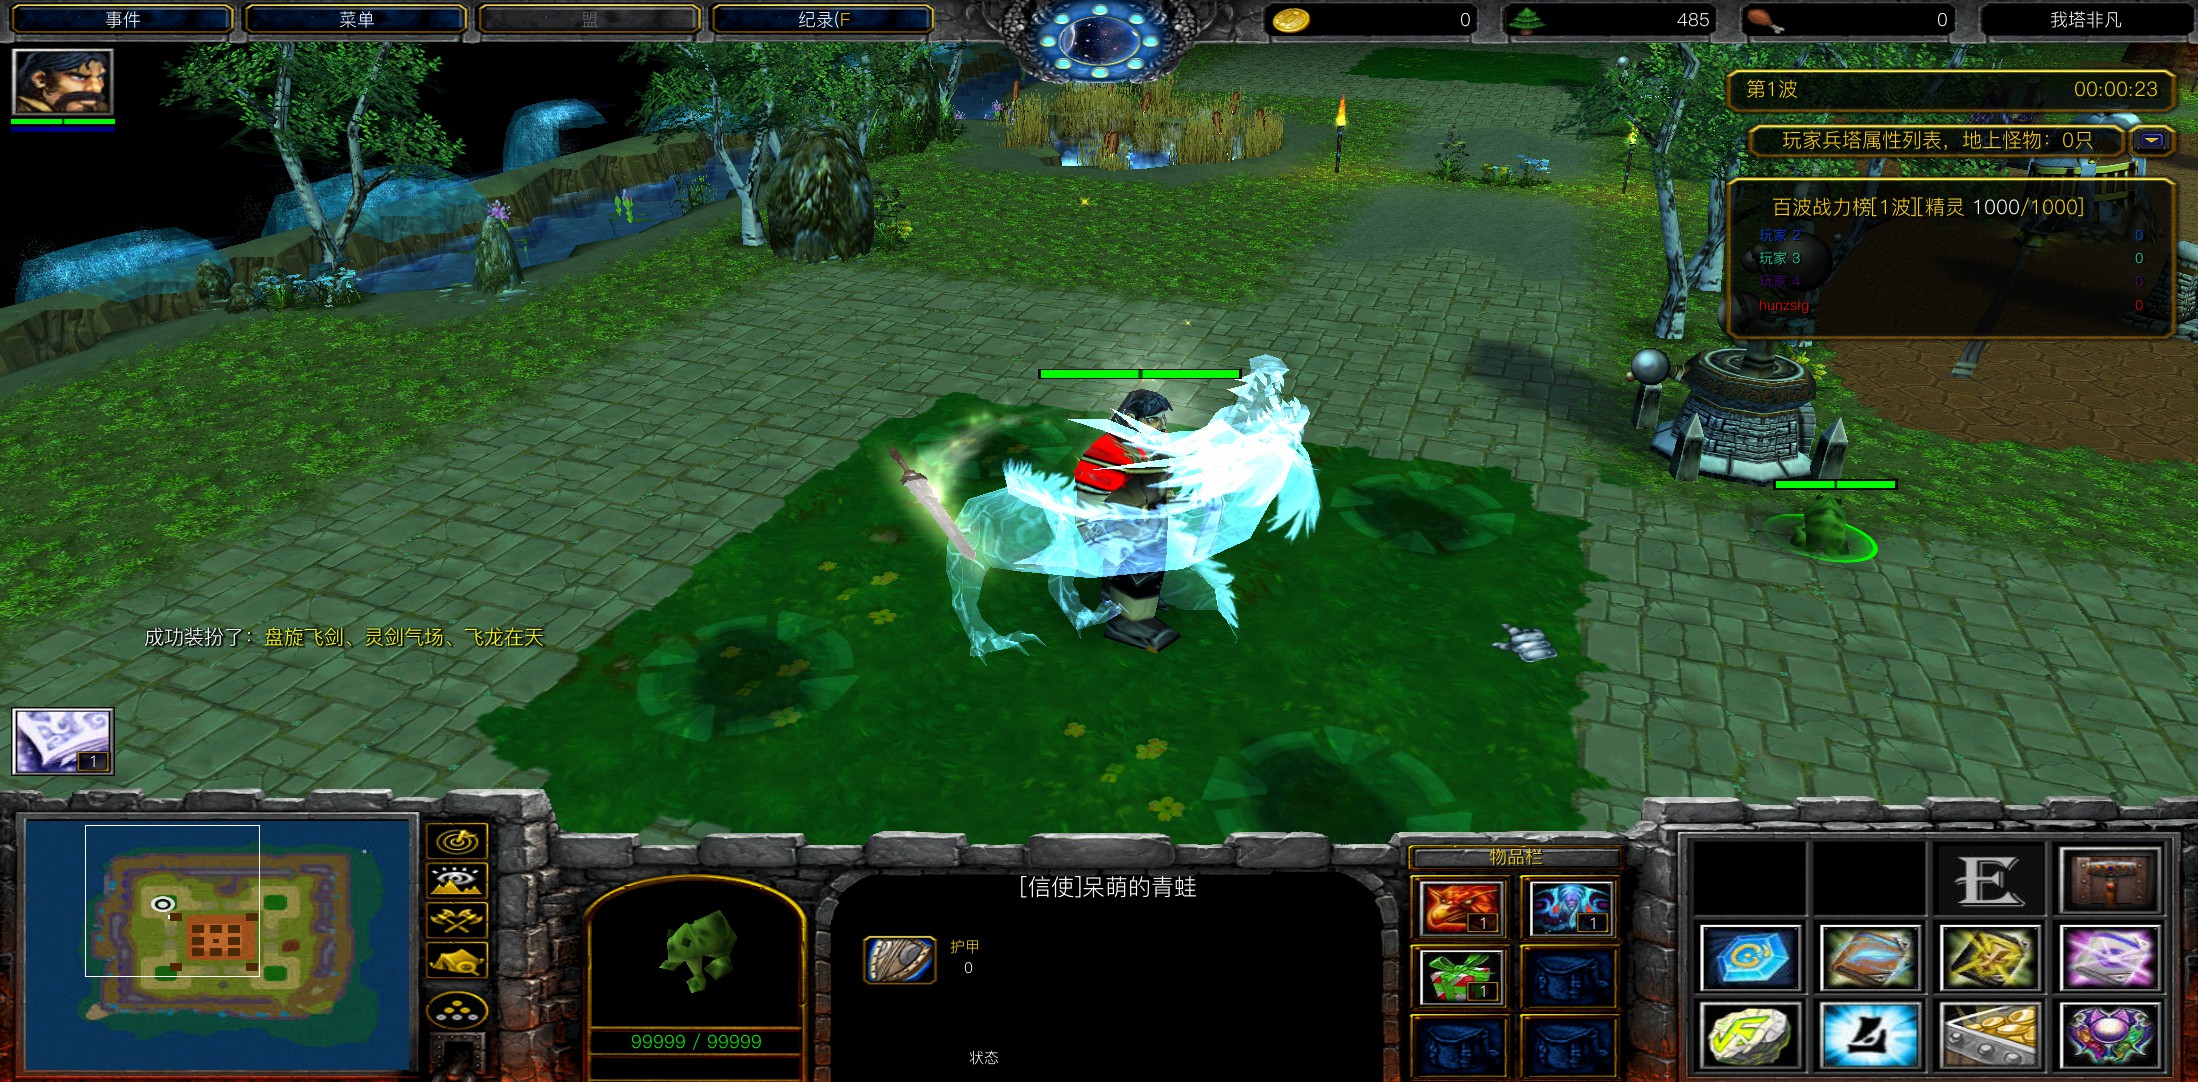 事件
菜单
盟
纪录(F
0
485
0
我塔非凡
第1波
00:00:23
玩家兵塔属性列表，地上怪物：0只
百波战力榜[1波][精灵 1000/1000]
玩家 2
0
玩家 3
0
玩家 4
0
hunzsig
0
成功装扮了：盘旋飞剑、灵剑气场、飞龙在天
1
[信使]呆萌的青蛙
护甲
0
99999 / 99999
状态
物品栏
1
1
1
E